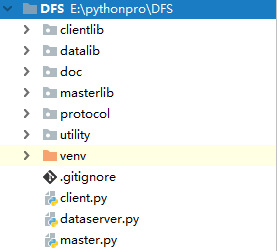 DFS E:\pythonpro\DFS
clientlib
datalib
doc
masterlib
protocol
utility
venv
.gitignore
client.py
dataserver.py
master.py